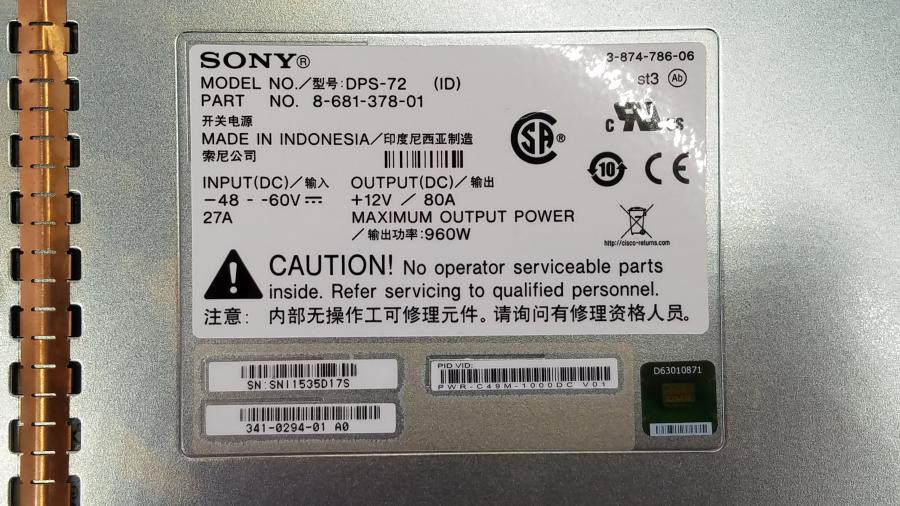 SONY®
3-874-786-06
st3 Ab
MODEL NO./型号:DPS-72 (ID)
PART NO. 8-681-378-01
开关电源
MADE IN INDONESIA/印度尼西亚制造
索尼公司
SA ®
c US
10
CE
INPUT(DC)/输入 OUTPUT(DC)/输出
-48 - -60V +12V / 80A
27A MAXIMUM OUTPUT POWER
/输出功率:960W
http://cisco-returns.com
CAUTION! No operator serviceable parts
inside. Refer servicing to qualified personnel.
注意: 内部无操作工可修理元件。请询问有修理资格人员。
SN:SNI1535D17S
PID VID:
PWR-C49M-1000DC V01
D63010871
341-0294-01 A0